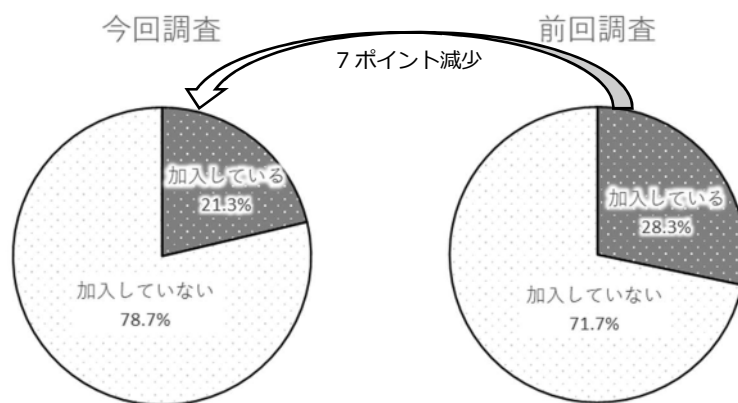 今回調査
前回調査
7 ポイント減少
加入している
21.3%
加入していない
78.7%
加入している
28.3%
加入していない
71.7%